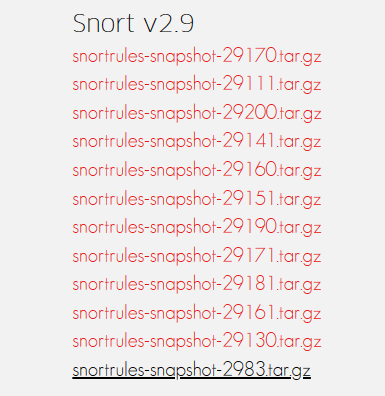 Snort v2.9
snortrules-snapshot-29170.tar.gz
snortrules-snapshot-29111.tar.gz
snortrules-snapshot-29200.tar.gz
snortrules-snapshot-29141.tar.gz
snortrules-snapshot-29160.tar.gz
snortrules-snapshot-29151.tar.gz
snortrules-snapshot-29190.tar.gz
snortrules-snapshot-29171.tar.gz
snortrules-snapshot-29181.tar.gz
snortrules-snapshot-29161.tar.gz
snortrules-snapshot-29130.tar.gz
snortrules-snapshot-2983.tar.gz